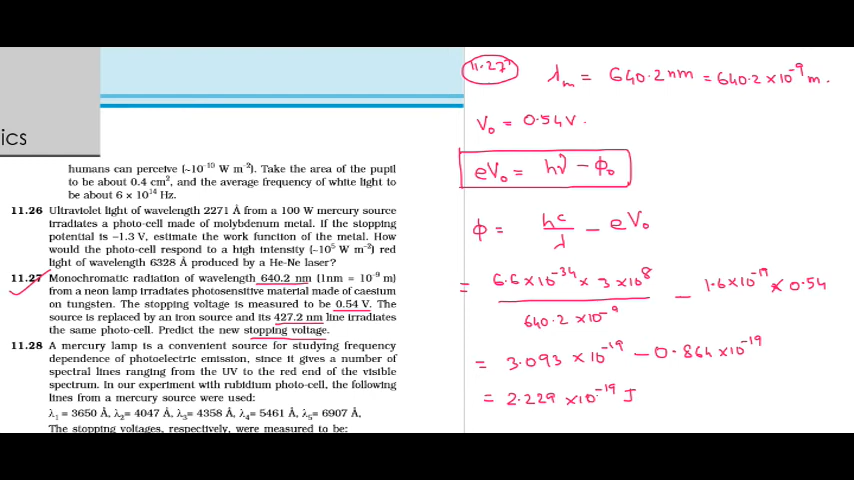 ics
humans can perceive (~10⁻¹⁰ W m⁻²). Take the area of the pupil
to be about 0.4 cm², and the average frequency of white light to
be about 6 × 10¹⁴ Hz.
11.26 Ultraviolet light of wavelength 2271 Å from a 100 W mercury source
irradiates a photo-cell made of molybdenum metal. If the stopping
potential is –1.3 V, estimate the work function of the metal. How
would the photo-cell respond to a high intensity (~10⁵ W m⁻²) red
light of wavelength 6328 Å produced by a He-Ne laser?
11.27 Monochromatic radiation of wavelength 640.2 nm (1nm = 10⁻⁹ m)
from a neon lamp irradiates photosensitive material made of caesium
on tungsten. The stopping voltage is measured to be 0.54 V. The
source is replaced by an iron source and its 427.2 nm line irradiates
the same photo-cell. Predict the new stopping voltage.
11.28 A mercury lamp is a convenient source for studying frequency
dependence of photoelectric emission, since it gives a number of
spectral lines ranging from the UV to the red end of the visible
spectrum. In our experiment with rubidium photo-cell, the following
lines from a mercury source were used:
λ₁ = 3650 Å, λ₂= 4047 Å, λ₃= 4358 Å, λ₄= 5461 Å, λ₅= 6907 Å,
The stopping voltages, respectively, were measured to be:
11.27 λₘ = 640.2 nm = 640.2 × 10⁻⁹ m.
V₀ = 0.54 V.
eV₀ = hν − ϕ₀
ϕ = hc/λ − eV₀
= 6.6 × 10⁻³⁴ × 3 × 10⁸ / 640.2 × 10⁻⁹ − 1.6 × 10⁻¹⁹ × 0.54
= 3.093 × 10⁻¹⁹ − 0.864 × 10⁻¹⁹
= 2.229 × 10⁻¹⁹ J